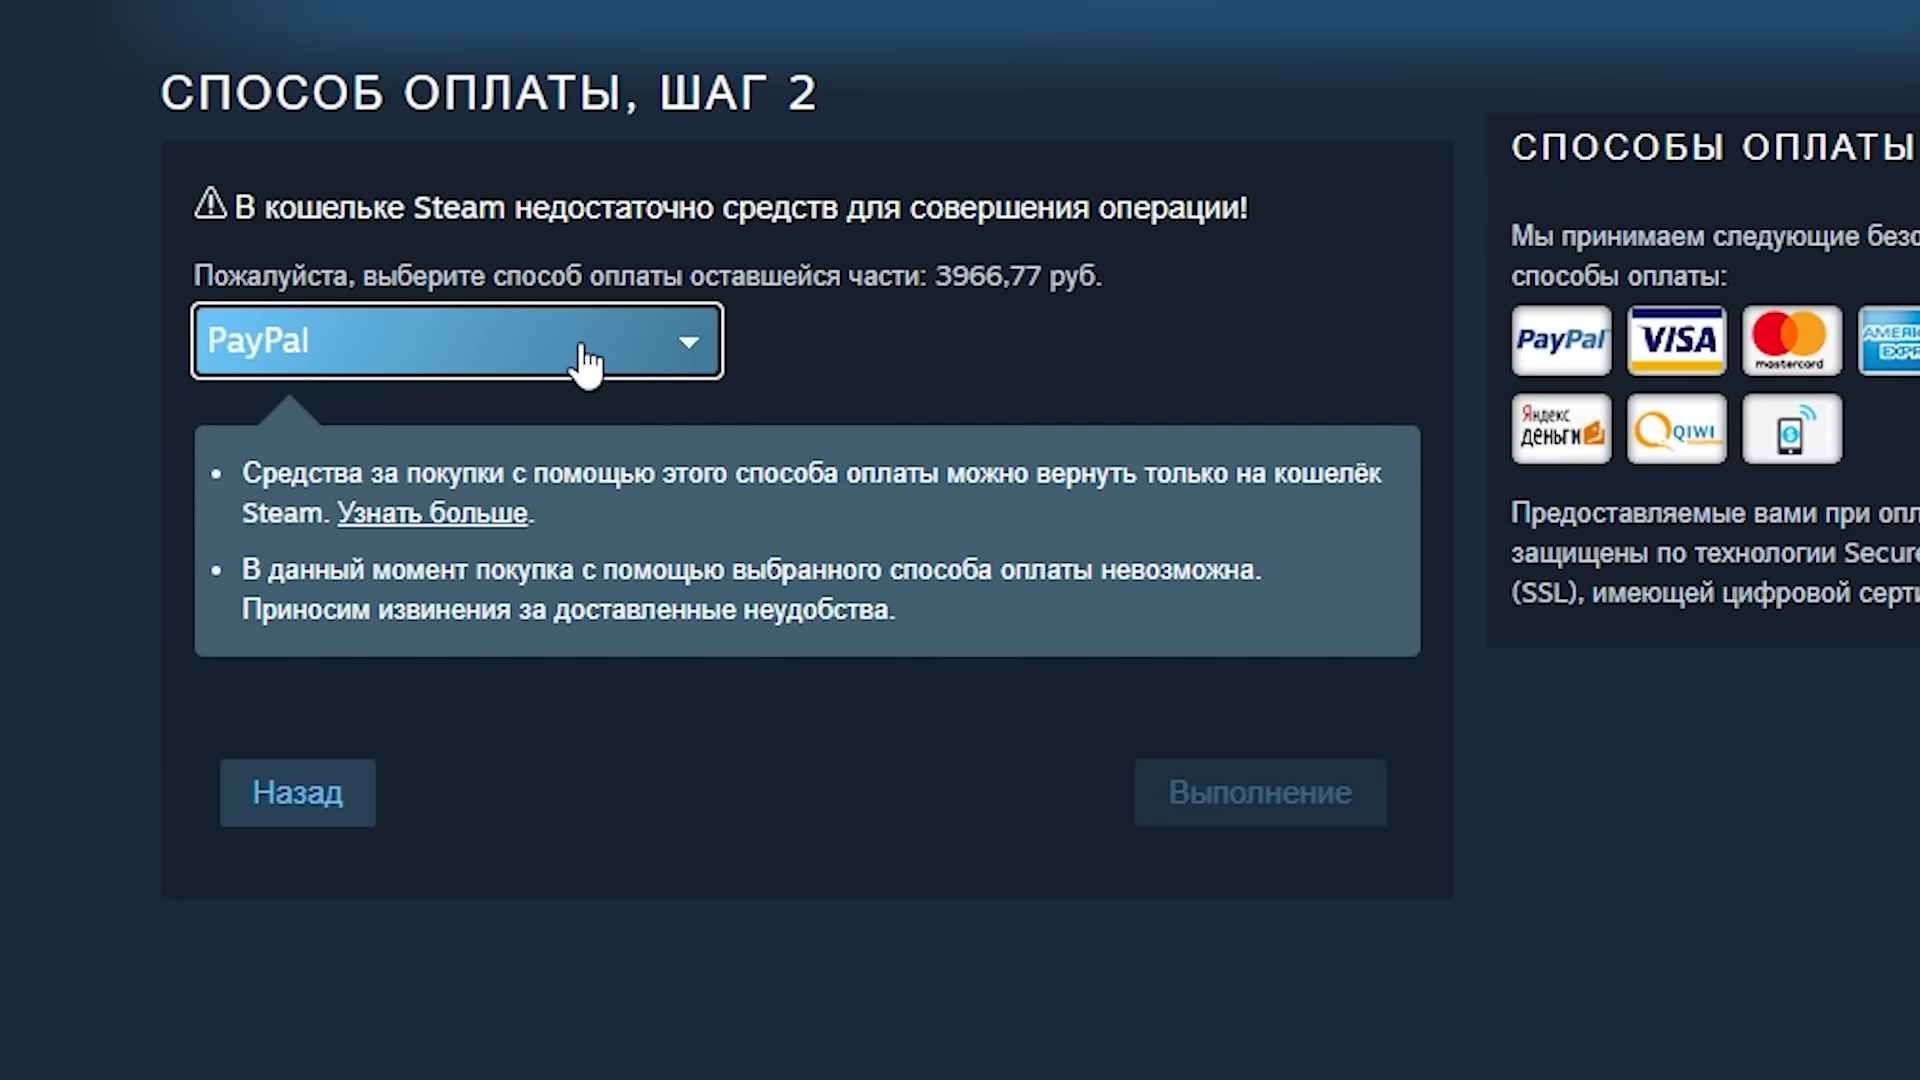 СПОСОБ ОПЛАТЫ, ШАГ 2
В кошельке Steam недостаточно средств для совершения операции!
Пожалуйста, выберите способ оплаты оставшейся части: 3966,77 руб.
PayPal
Средства за покупки с помощью этого способа оплаты можно вернуть только на кошелёк
Steam. Узнать больше.
В данный момент покупка с помощью выбранного способа оплаты невозможна.
Приносим извинения за доставленные неудобства.
Назад
Выполнение
СПОСОБЫ ОПЛАТЫ
Мы принимаем следующие
способы оплаты:
PayPal VISA mastercard
Яндекс
деньги QIWI
Предоставляемые вами при
защищены по технологии Secure
(SSL), имеющей цифровой